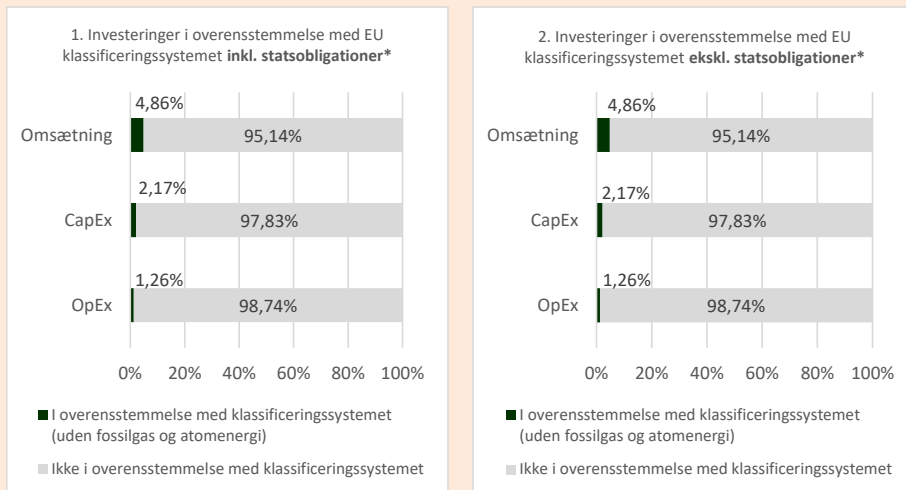 1. Investeringer i overensstemmelse med EU
klassificeringssystemet inkl. statsobligationer*
4,86%
Omsætning
95,14%
2,17%
CapEx
97,83%
1,26%
OpEx
98,74%
0% 20% 40% 60% 80% 100%
I overensstemmelse med klassificeringssystemet
(uden fossilgas og atomenergi)
Ikke i overensstemmelse med klassificeringssystemet
2. Investeringer i overensstemmelse med EU
klassificeringssystemet ekskl. statsobligationer*
4,86%
Omsætning
95,14%
2,17%
CapEx
97,83%
1,26%
OpEx
98,74%
0% 20% 40% 60% 80% 100%
I overensstemmelse med klassificeringssystemet
(uden fossilgas og atomenergi)
Ikke i overensstemmelse med klassificeringssystemet